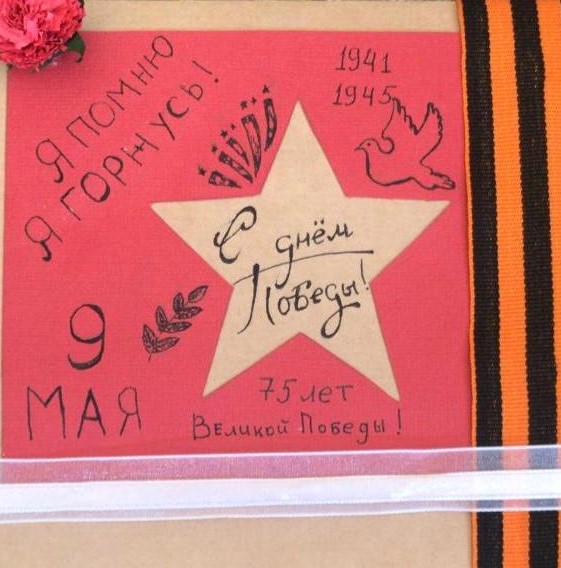 Я ПОМНЮ
Я ГОРЖУСЬ!
1941
1945
С днём
Победы!
9
МАЯ
75 лет
Великой Победы!